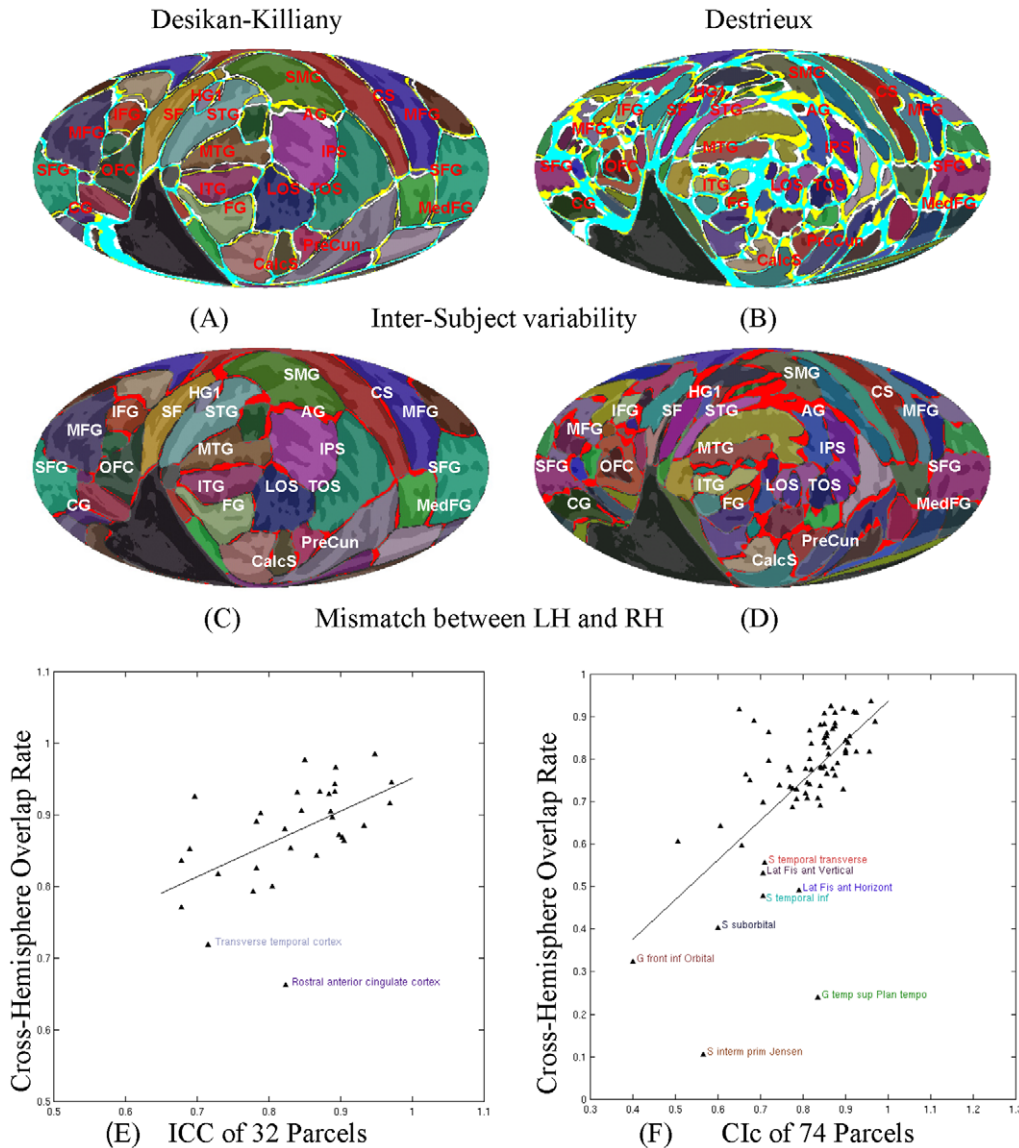 Desikan-Killiany Destrieux
SMG SMG
HG1 HG1
CS CS
IFG SF STG AG MFG IFG SF STG AG MFG
MFG MFG
MTG IPS MTG IPS
SFG OFC SFG SFG OFC SFG
ITG LOS TOS ITG LOS TOS
CG FG MedFG CG FG MedFG
PreCun PreCun
CalcS CalcS
(A) Inter-Subject variability (B)
SMG SMG
HG1 CS HG1 CS
IFG SF STG AG MFG IFG SF STG AG MFG
MFG MFG
MTG IPS MTG IPS
SFG OFC SFG SFG OFC SFG
ITG LOS TOS ITG LOS TOS
CG FG MedFG CG FG MedFG
PreCun PreCun
CalcS CalcS
(C) Mismatch between LH and RH (D)
Cross-Hemisphere Overlap Rate
1.1
1
0.9
0.8
0.7
0.6
0.5
Transverse temporal cortex
Rostral anterior cingulate cortex
0.5 0.6 0.7 0.8 0.9 1 1.1
(E) ICC of 32 Parcels
Cross-Hemisphere Overlap Rate
1
0.9
0.8
0.7
0.6
0.5
0.4
0.3
0.2
0.1
0
S temporal transverse
Lat Fis ant Vertical
Lat Fis ant Horizont
S temporal inf
S suborbital
G front inf Orbital
G temp sup Plan tempo
S interm prim Jensen
0.3 0.4 0.5 0.6 0.7 0.8 0.9 1 1.1 1.2 1.3
(F) CIc of 74 Parcels